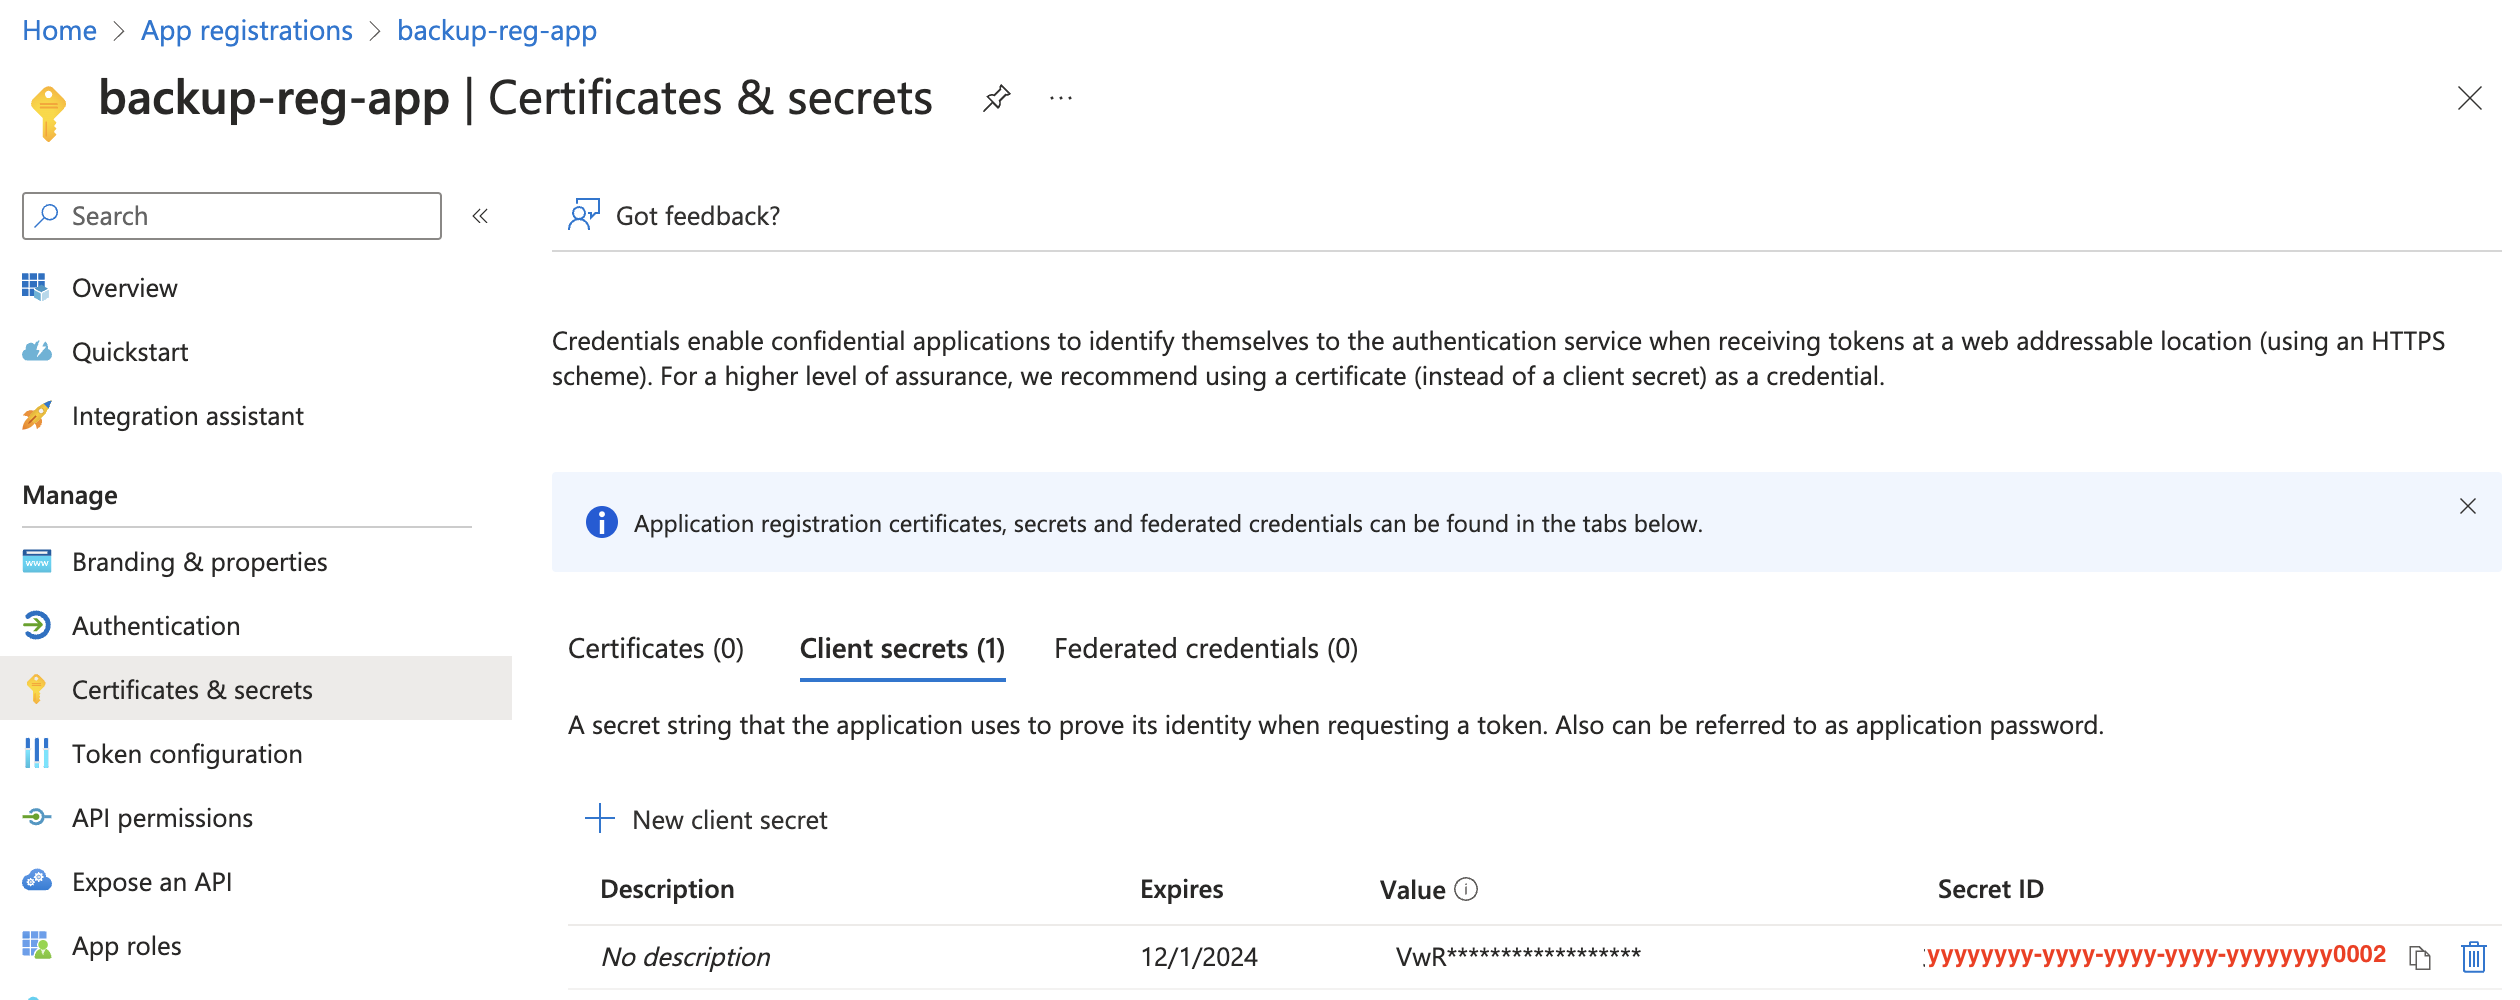 Home > App registrations > backup-reg-app
backup-reg-app | Certificates & secrets
Search
Got feedback?
Overview
Quickstart
Integration assistant
Manage
Branding & properties
Authentication
Certificates & secrets
Token configuration
API permissions
Expose an API
App roles
Credentials enable confidential applications to identify themselves to the authentication service when receiving tokens at a web addressable location (using an HTTPS
scheme). For a higher level of assurance, we recommend using a certificate (instead of a client secret) as a credential.
Application registration certificates, secrets and federated credentials can be found in the tabs below.
Certificates (0) Client secrets (1) Federated credentials (0)
A secret string that the application uses to prove its identity when requesting a token. Also can be referred to as application password.
New client secret
Description Expires Value Secret ID
No description 12/1/2024 VwR****************** yyyyyyyy-yyyy-yyyy-yyyy-yyyyyyyy0002